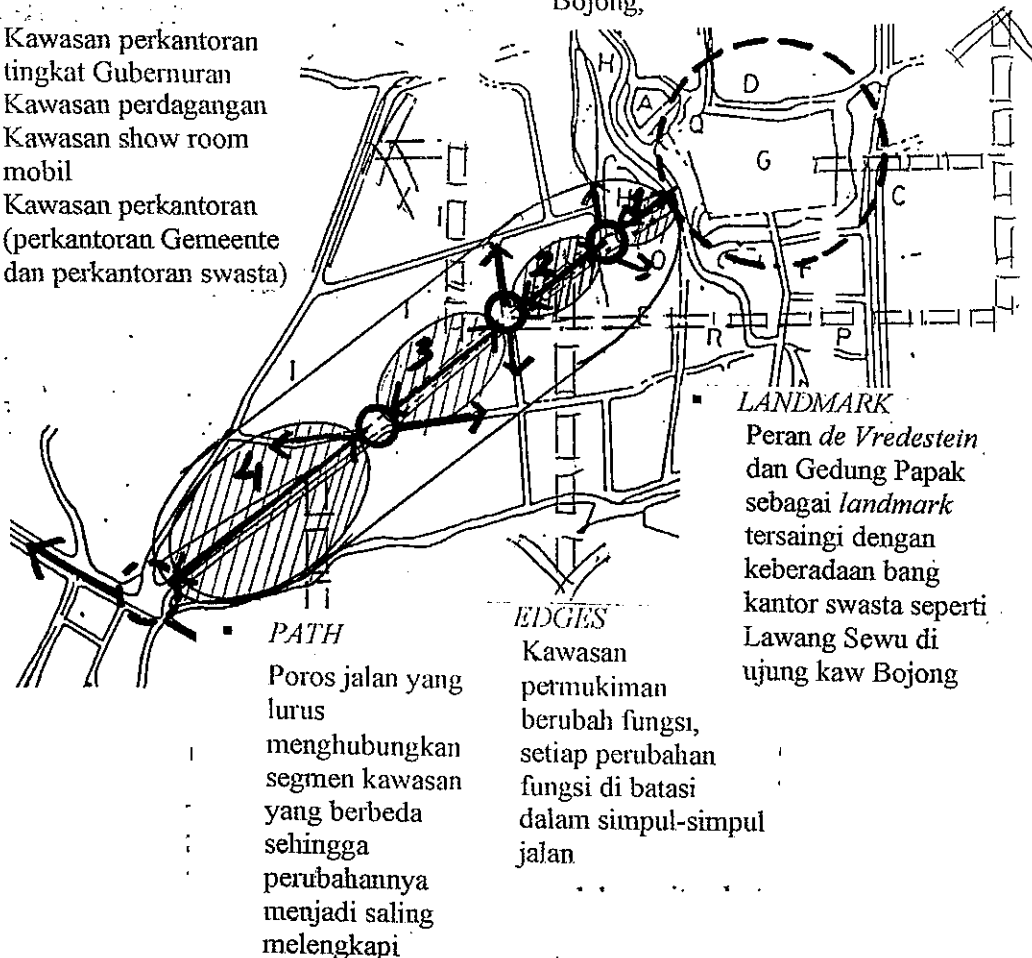 Bojong,
Kawasan perkantoran
tingkat Gubernuran
Kawasan perdagangan
Kawasan show room
mobil
Kawasan perkantoran
(perkantoran Gemeente
dan perkantoran swasta)
H
A
D
Q
G
C
H
O
2
3
4
R
P
I
I
▪ LANDMARK
Peran de Vredestein
dan Gedung Papak
sebagai landmark
tersaingi dengan
keberadaan bang
kantor swasta seperti
Lawang Sewu di
ujung kaw Bojong
▪ PATH
Poros jalan yang
lurus
menghubungkan
segmen kawasan
yang berbeda
sehingga
perubahannya
menjadi saling
melengkapi
EDGES
Kawasan
permukiman
berubah fungsi,
setiap perubahan
fungsi di batasi
dalam simpul-simpul
jalan